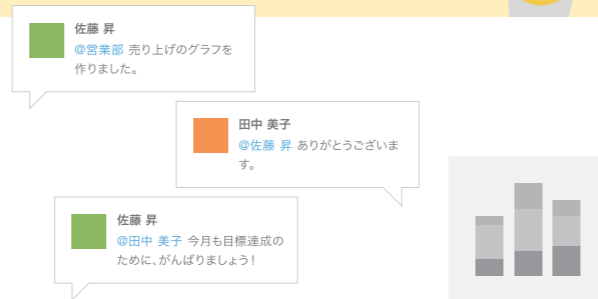 佐藤 昇
@営業部 売り上げのグラフを
作りました。
田中 美子
@佐藤 昇 ありがとうございま
す。
佐藤 昇
@田中 美子 今月も目標達成の
ために、がんばりましょう!